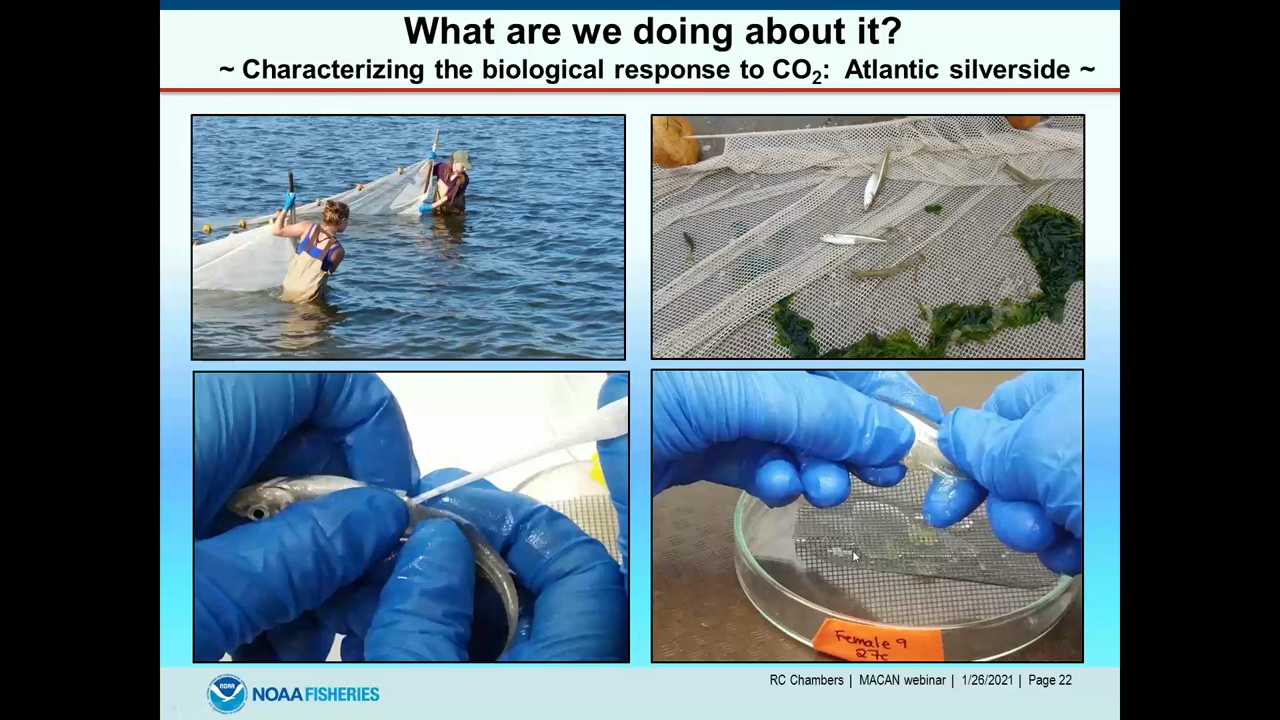 What are we doing about it?
~ Characterizing the biological response to CO₂: Atlantic silverside ~
Female 9
27c
NOAA
NOAA FISHERIES
RC Chambers | MACAN webinar | 1/26/2021 | Page 22